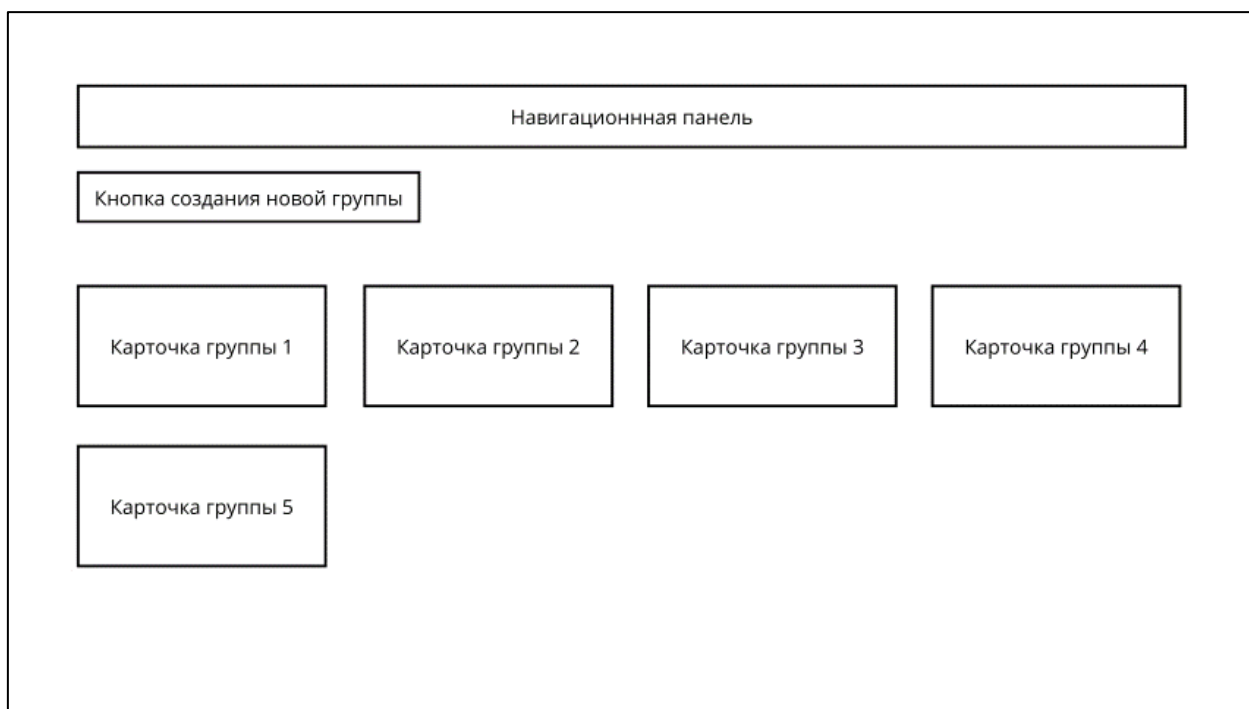 Навигационнная панель
Кнопка создания новой группы
Карточка группы 1
Карточка группы 2
Карточка группы 3
Карточка группы 4
Карточка группы 5